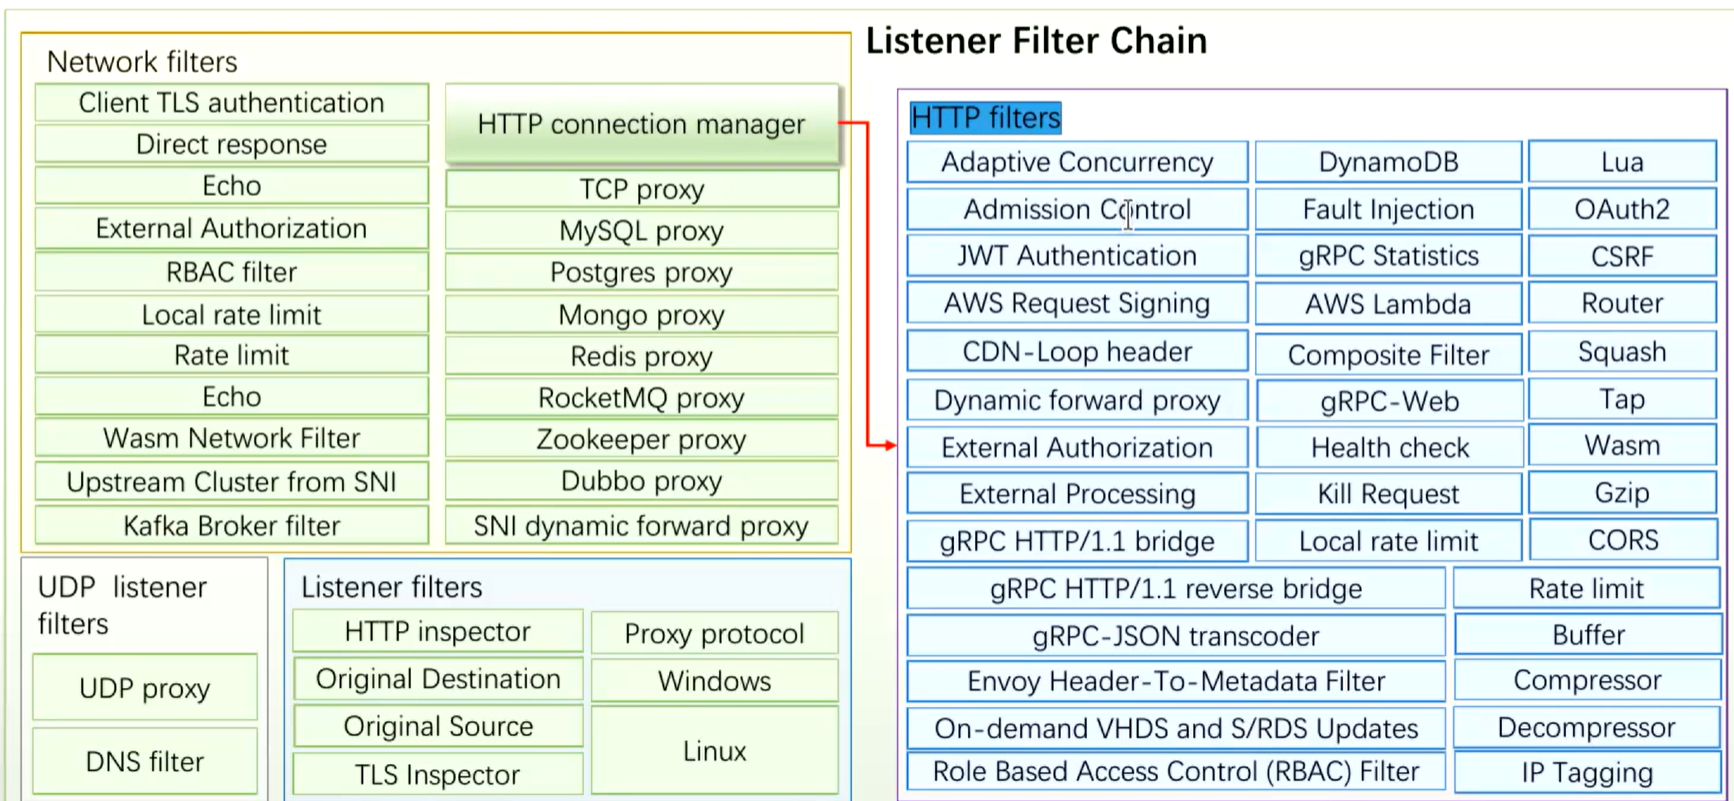 Listener Filter Chain
Network filters
Client TLS authentication
Direct response
Echo
External Authorization
RBAC filter
Local rate limit
Rate limit
Echo
Wasm Network Filter
Upstream Cluster from SNI
Kafka Broker filter
HTTP connection manager
TCP proxy
MySQL proxy
Postgres proxy
Mongo proxy
Redis proxy
RocketMQ proxy
Zookeeper proxy
Dubbo proxy
SNI dynamic forward proxy
UDP listener
filters
UDP proxy
DNS filter
Listener filters
HTTP inspector
Original Destination
Original Source
TLS Inspector
Proxy protocol
Windows
Linux
HTTP filters
Adaptive Concurrency
Admission Control
JWT Authentication
AWS Request Signing
CDN-Loop header
Dynamic forward proxy
External Authorization
External Processing
gRPC HTTP/1.1 bridge
DynamoDB
Fault Injection
gRPC Statistics
AWS Lambda
Composite Filter
gRPC-Web
Health check
Kill Request
Local rate limit
Lua
OAuth2
CSRF
Router
Squash
Tap
Wasm
Gzip
CORS
gRPC HTTP/1.1 reverse bridge
gRPC-JSON transcoder
Envoy Header-To-Metadata Filter
On-demand VHDS and S/RDS Updates
Role Based Access Control (RBAC) Filter
Rate limit
Buffer
Compressor
Decompressor
IP Tagging